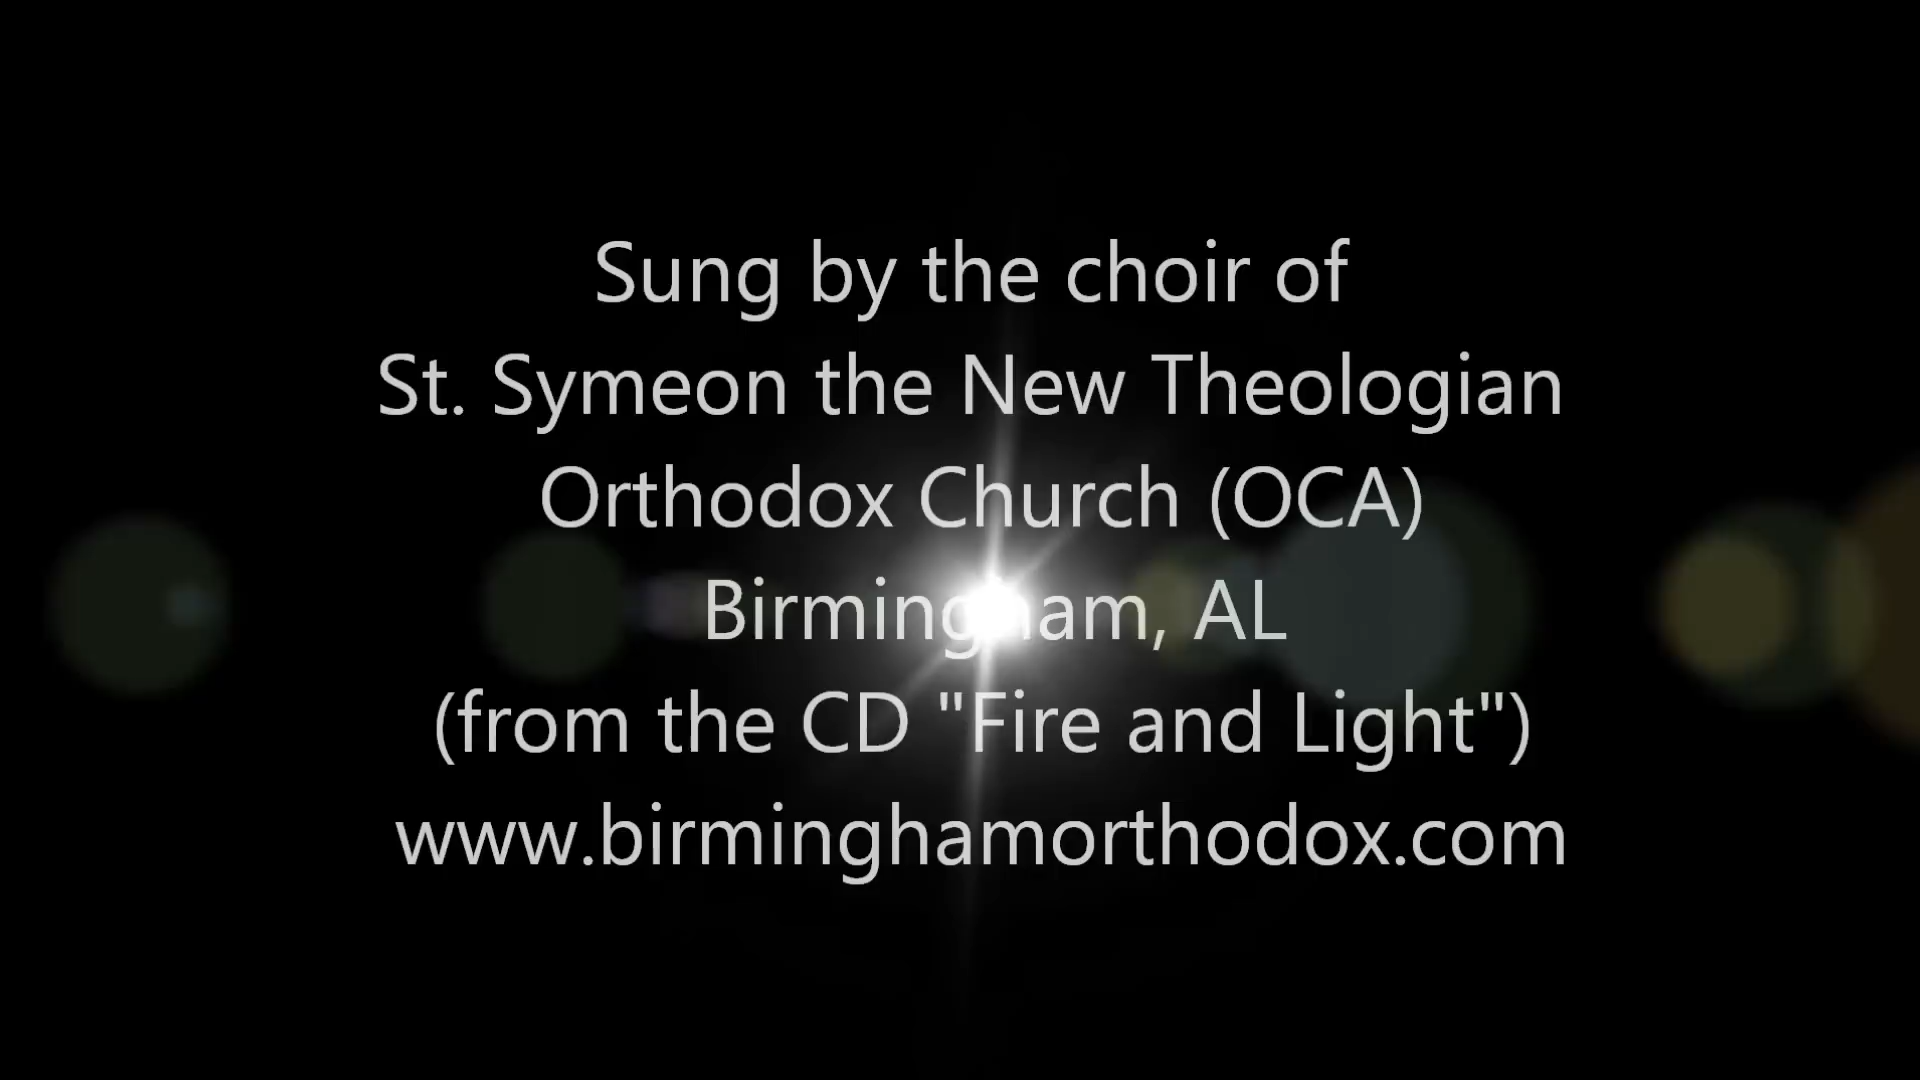 Sung by the choir of
St. Symeon the New Theologian
Orthodox Church (OCA)
Birmingham, AL
(from the CD "Fire and Light")
www.birminghamorthodox.com